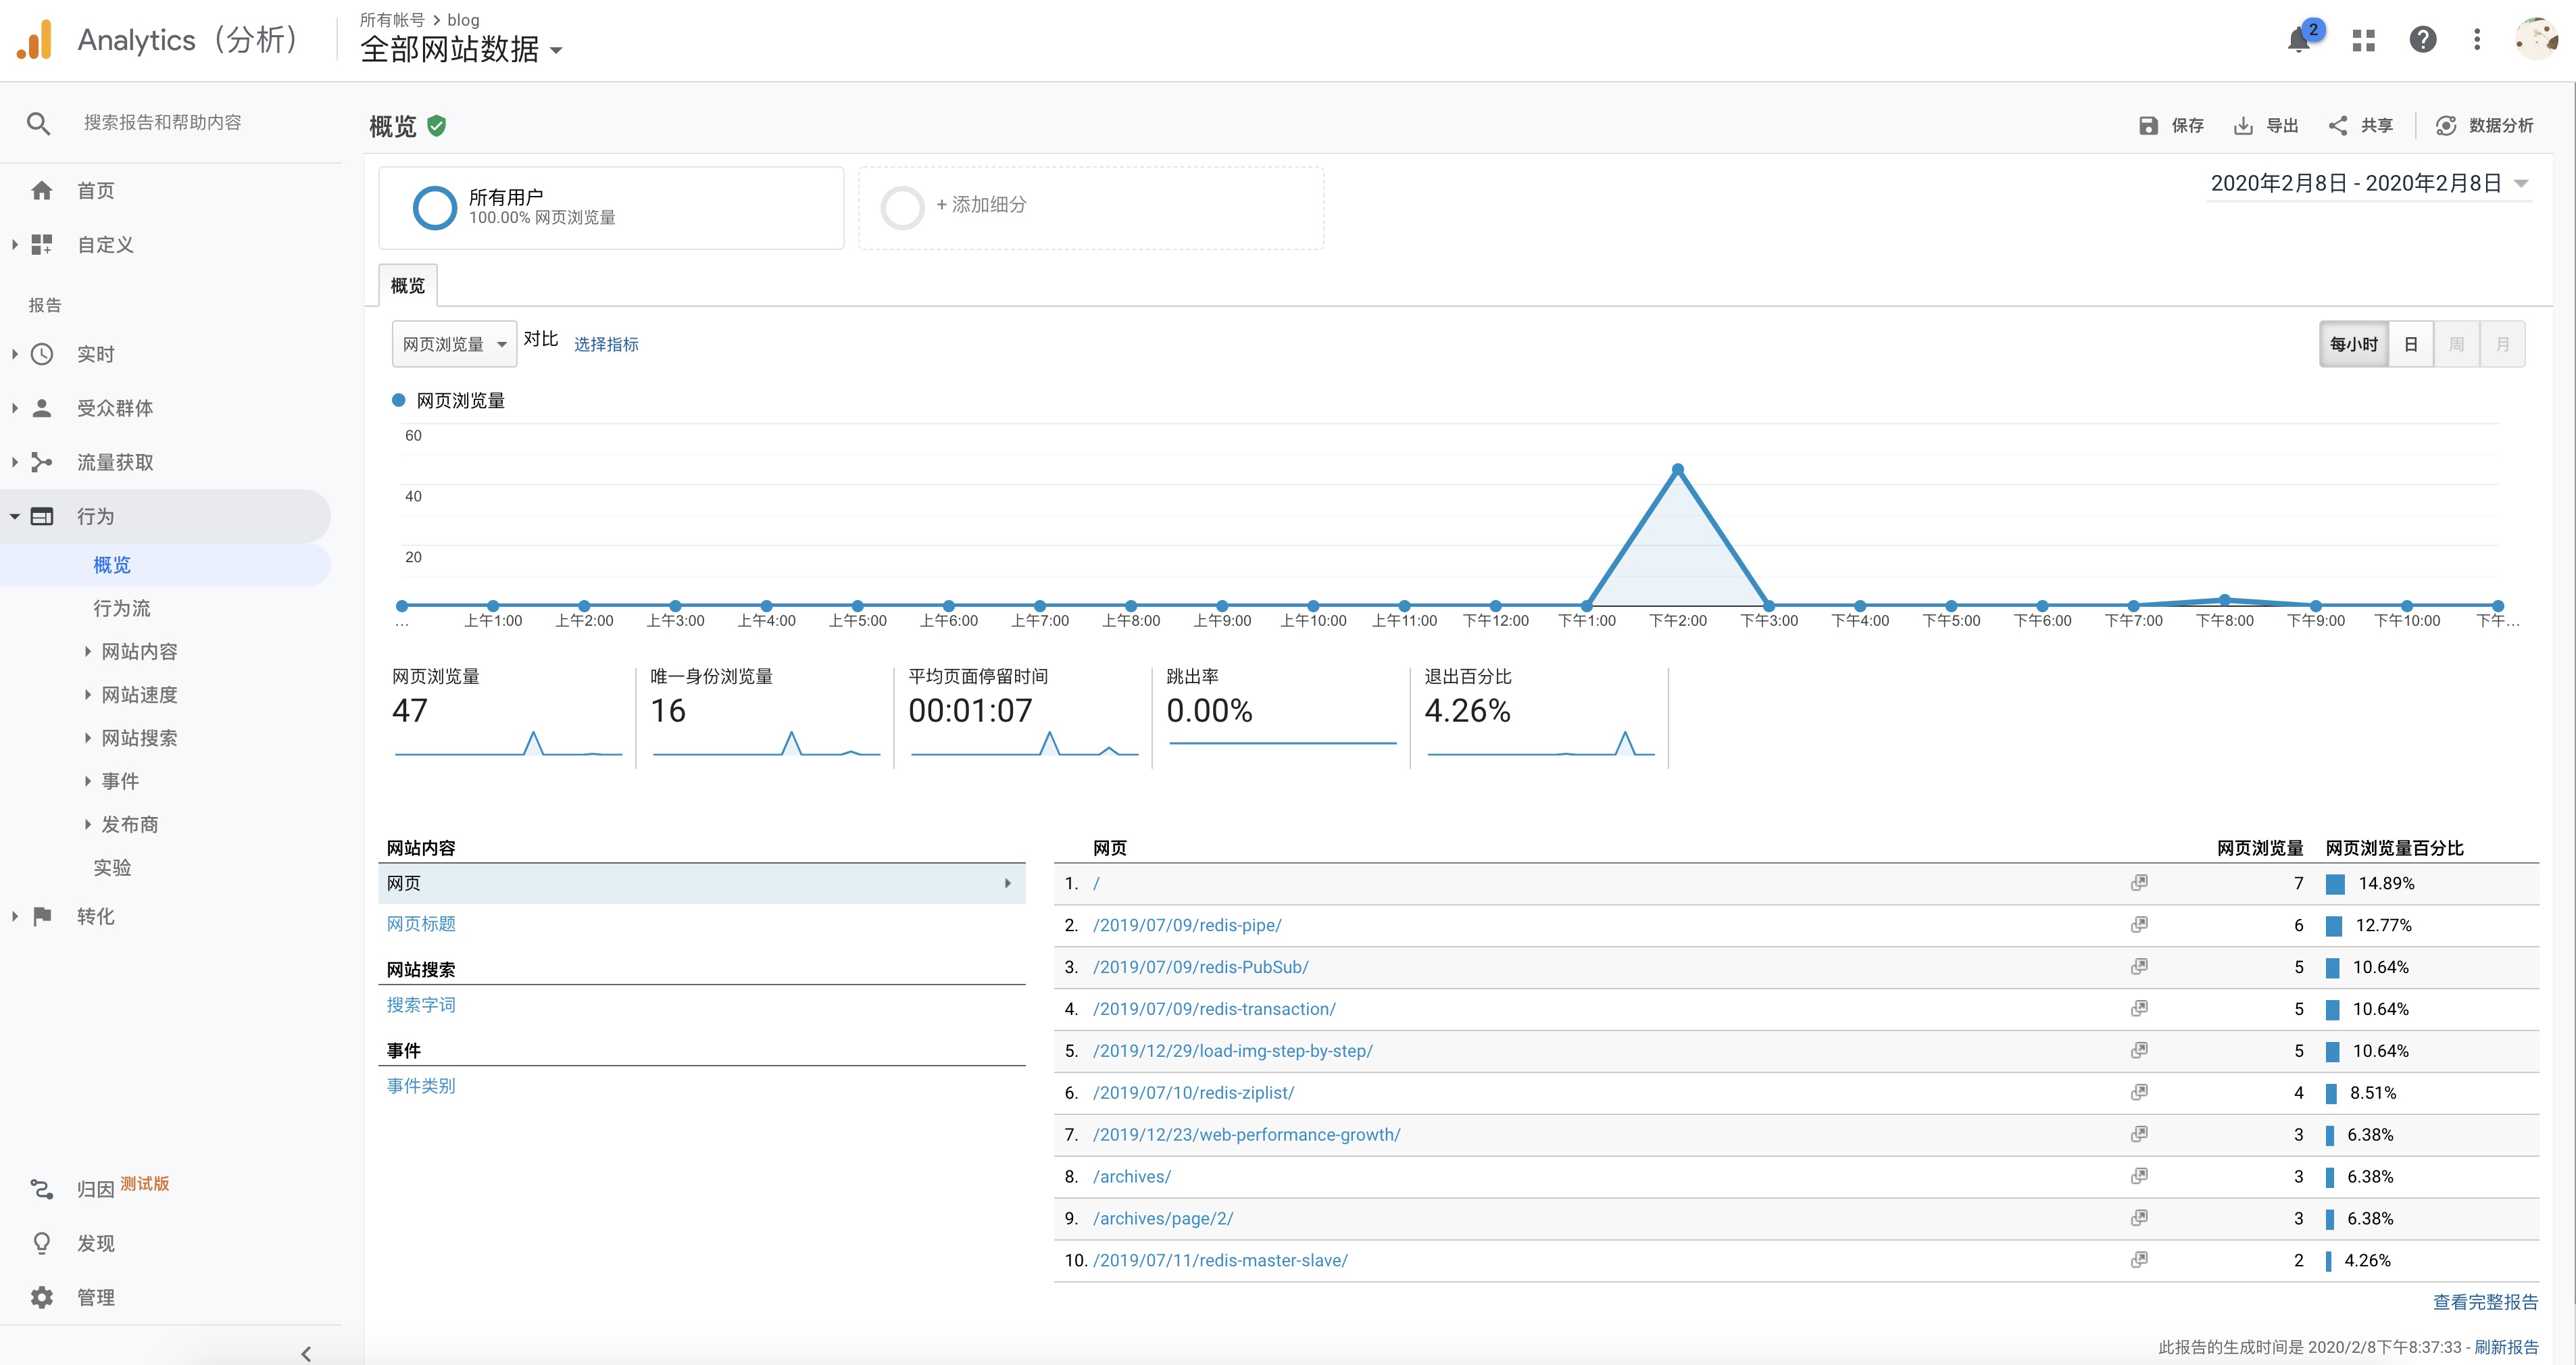 Analytics（分析）
所有帐号 > blog
全部网站数据
2
搜索报告和帮助内容
首页
自定义
报告
实时
受众群体
流量获取
行为
概览
行为流
网站内容
网站速度
网站搜索
事件
发布商
实验
转化
归因 测试版
发现
管理
概览
保存 导出 共享 数据分析
所有用户
100.00% 网页浏览量
+ 添加细分
2020年2月8日 - 2020年2月8日
概览
网页浏览量 对比 选择指标
每小时 日 周 月
网页浏览量
60
40
20
... 上午1:00 上午2:00 上午3:00 上午4:00 上午5:00 上午6:00 上午7:00 上午8:00 上午9:00 上午10:00 上午11:00 下午12:00 下午1:00 下午2:00 下午3:00 下午4:00 下午5:00 下午6:00 下午7:00 下午8:00 下午9:00 下午10:00 下午...
网页浏览量
47
唯一身份浏览量
16
平均页面停留时间
00:01:07
跳出率
0.00%
退出百分比
4.26%
网站内容
网页
网页标题
网站搜索
搜索字词
事件
事件类别
网页 网页浏览量 网页浏览量百分比
1. / 7 14.89%
2. /2019/07/09/redis-pipe/ 6 12.77%
3. /2019/07/09/redis-PubSub/ 5 10.64%
4. /2019/07/09/redis-transaction/ 5 10.64%
5. /2019/12/29/load-img-step-by-step/ 5 10.64%
6. /2019/07/10/redis-ziplist/ 4 8.51%
7. /2019/12/23/web-performance-growth/ 3 6.38%
8. /archives/ 3 6.38%
9. /archives/page/2/ 3 6.38%
10. /2019/07/11/redis-master-slave/ 2 4.26%
查看完整报告
此报告的生成时间是 2020/2/8下午8:37:33 - 刷新报告